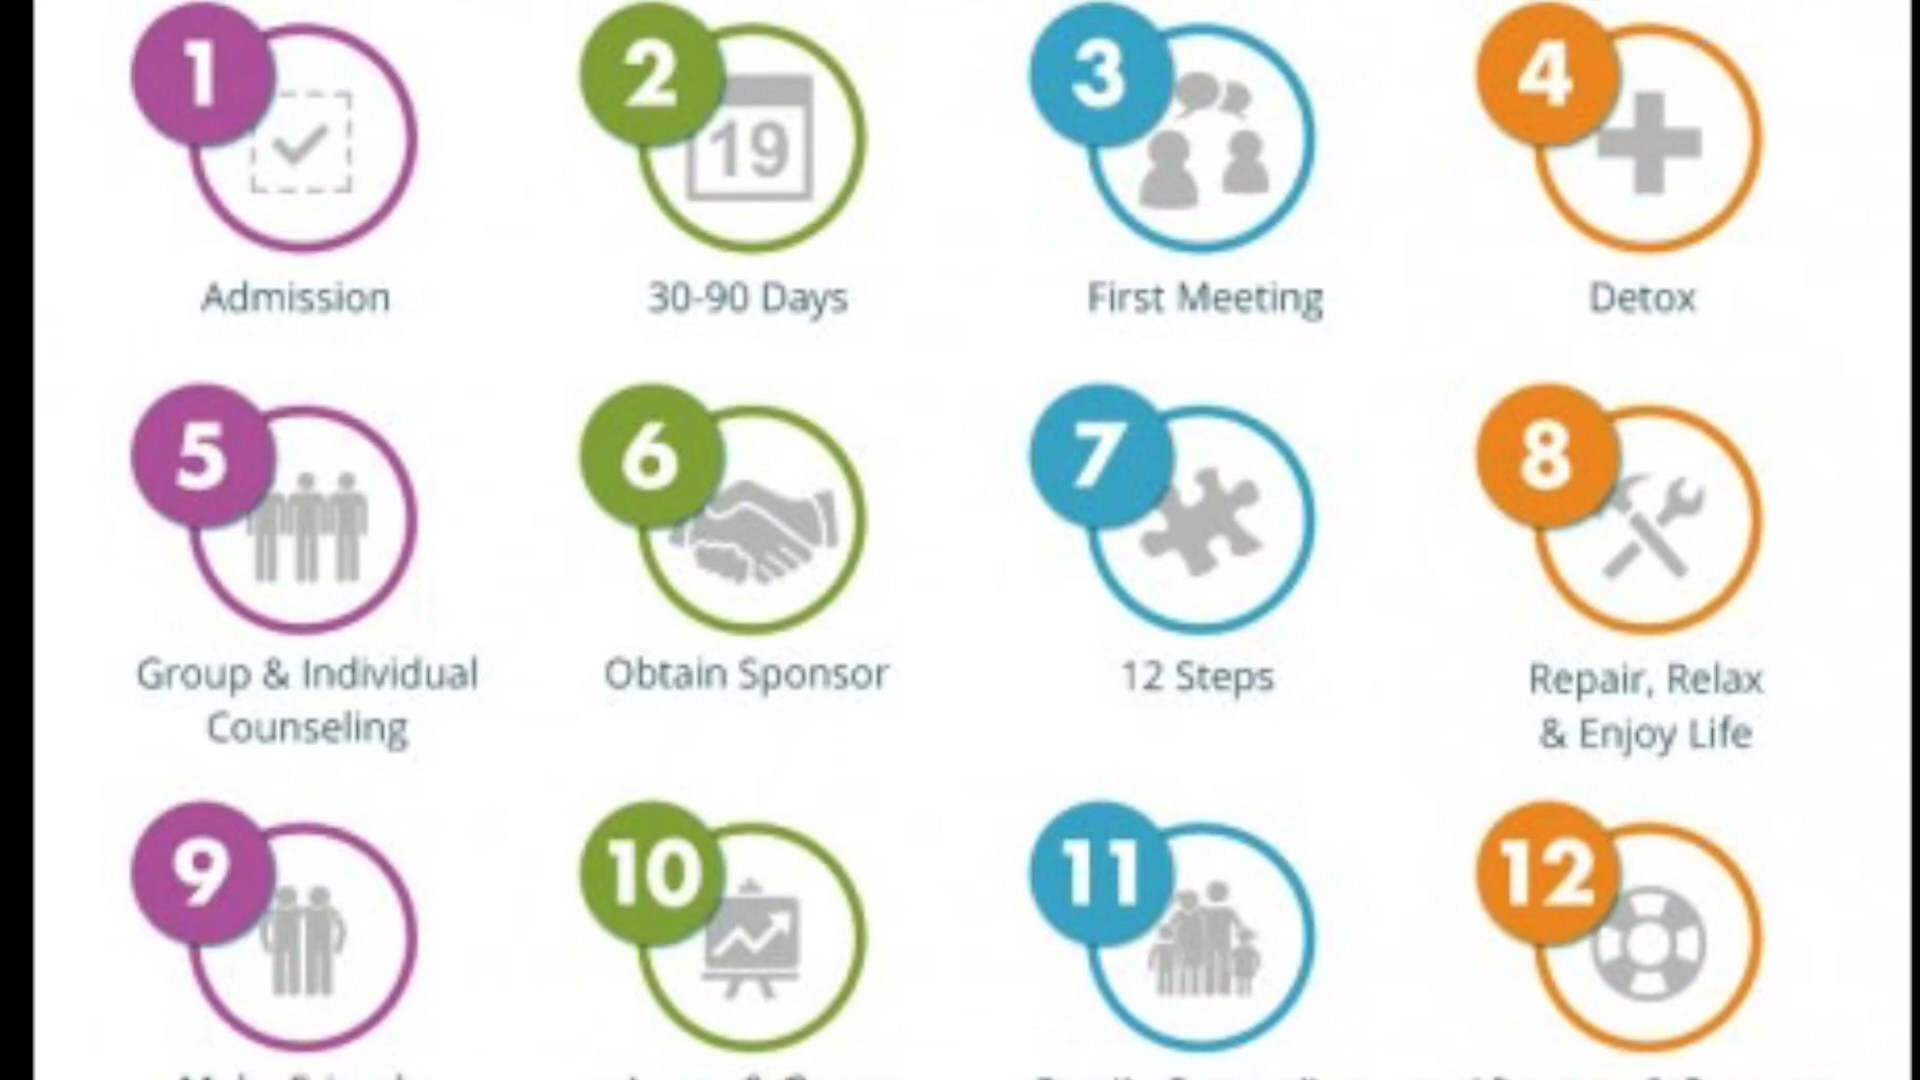 1
2
3
4
19
Admission
30-90 Days
First Meeting
Detox
5
6
7
8
Group & Individual
Counseling
Obtain Sponsor
12 Steps
Repair, Relax
& Enjoy Life
9
10
11
12